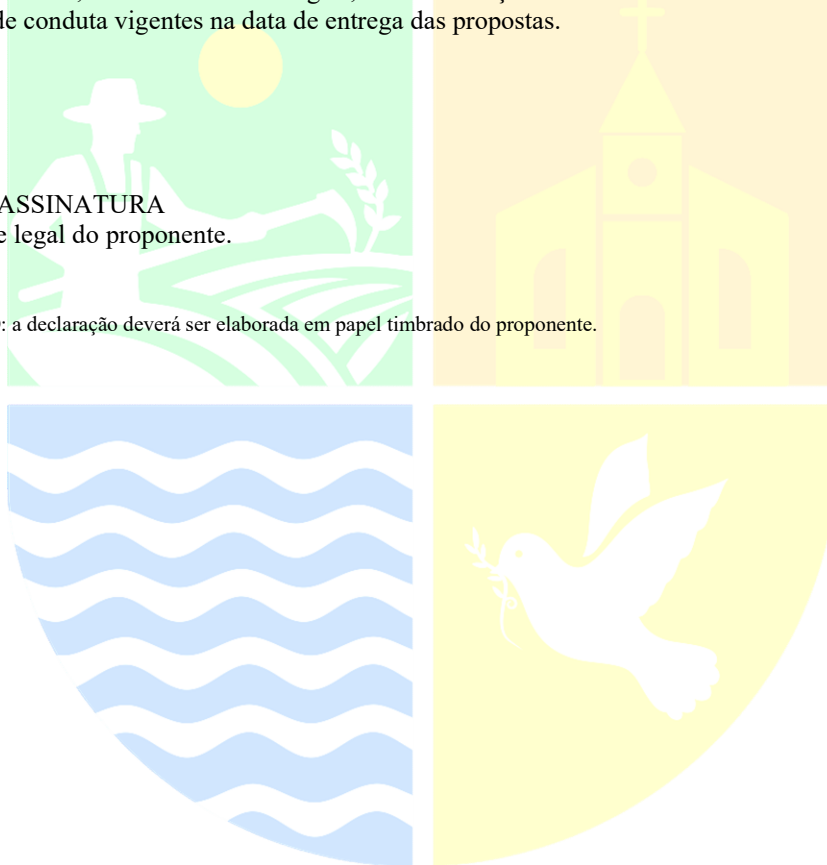 de conduta vigentes na data de entrega das propostas.
ASSINATURA
e legal do proponente.
: a declaração deverá ser elaborada em papel timbrado do proponente.